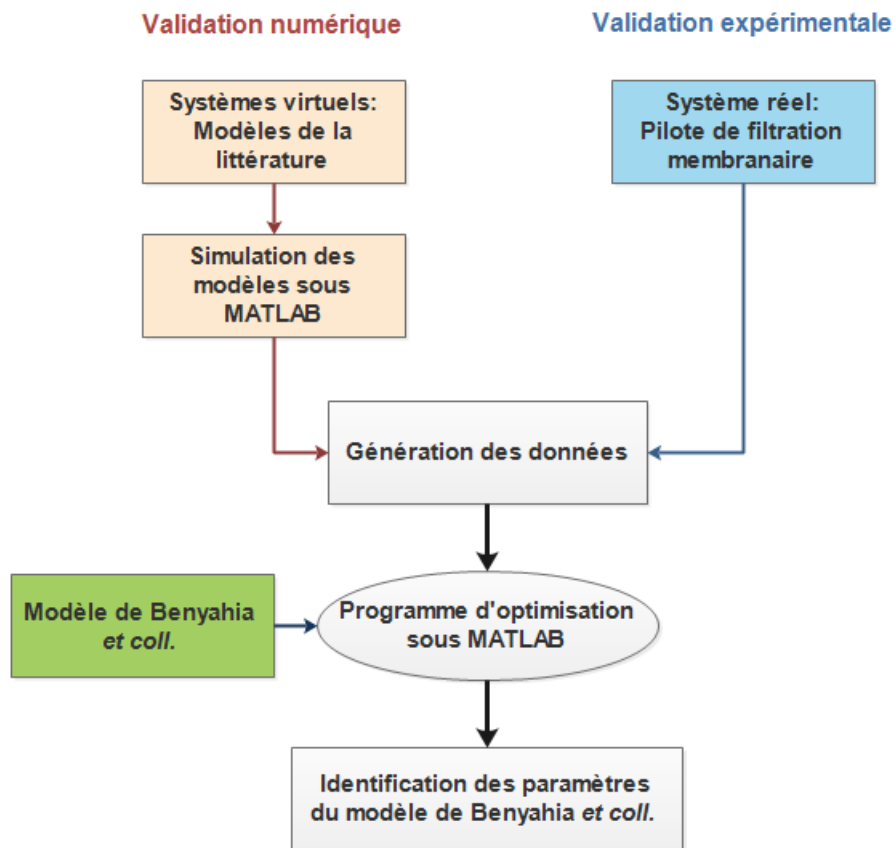 Validation numérique
Validation expérimentale
Systèmes virtuels:
Modèles de la
littérature
Système réel:
Pilote de filtration
membranaire
Simulation des
modèles sous
MATLAB
Génération des données
Modèle de Benyahia
et coll.
Programme d'optimisation
sous MATLAB
Identification des paramètres
du modèle de Benyahia et coll.